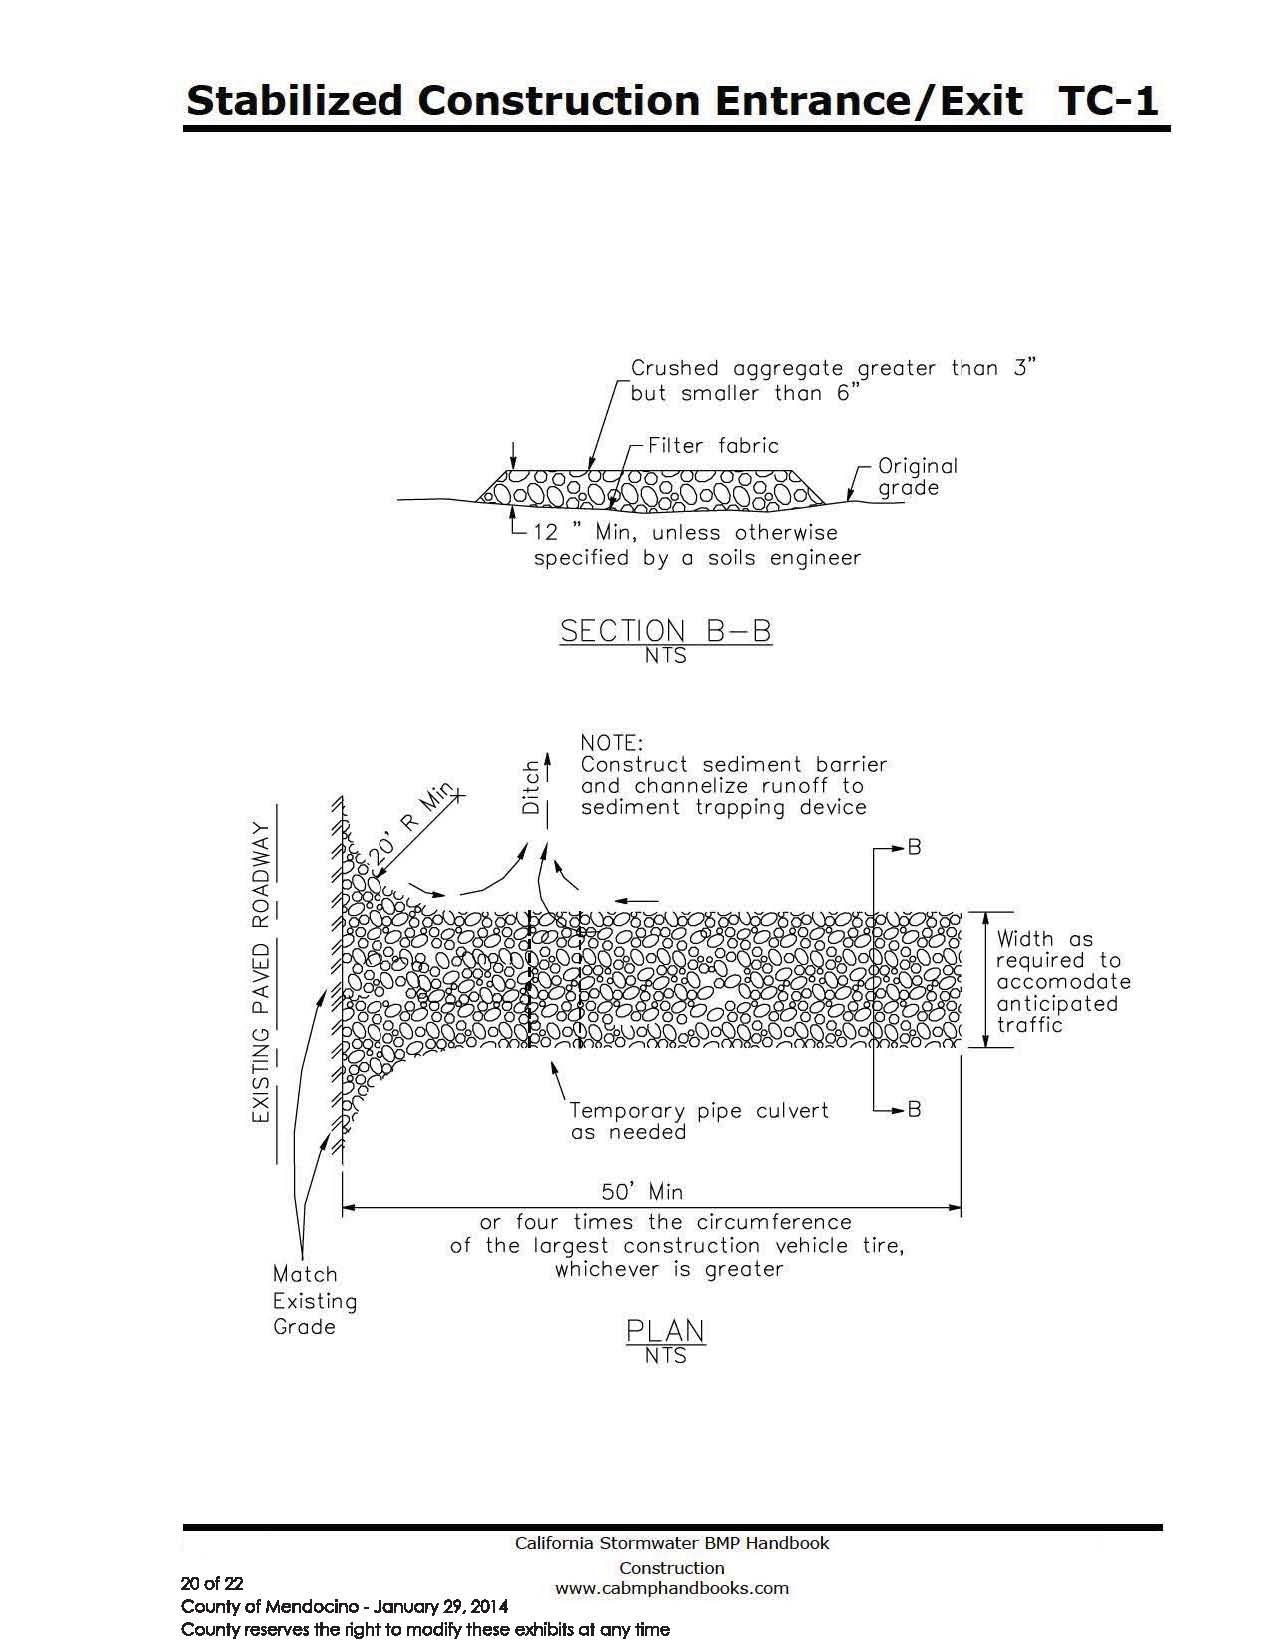 Stabilized Construction Entrance/Exit TC-1
Crushed aggregate greater than 3”
but smaller than 6”
Filter fabric
Original
grade
12 ” Min, unless otherwise
specified by a soils engineer
SECTION B–B
NTS
NOTE:
Construct sediment barrier
and channelize runoff to
sediment trapping device
Ditch
20' R Min
EXISTING PAVED ROADWAY
B
Width as
required to
accomodate
anticipated
traffic
B
Temporary pipe culvert
as needed
50' Min
or four times the circumference
of the largest construction vehicle tire,
whichever is greater
Match
Existing
Grade
PLAN
NTS
California Stormwater BMP Handbook
Construction
www.cabmphandbooks.com
20 of 22
County of Mendocino - January 29, 2014
County reserves the right to modify these exhibits at any time